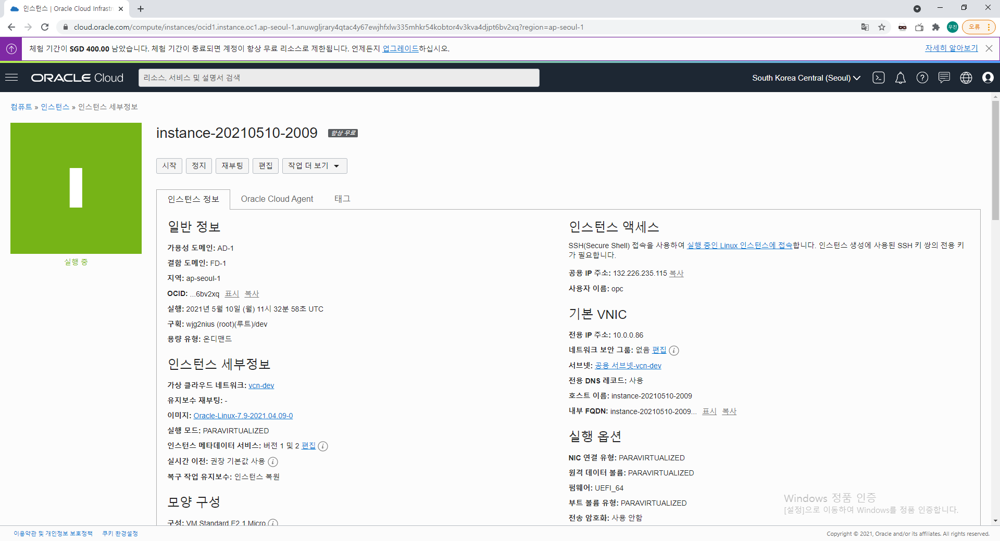 인스턴스 | Oracle Cloud Infrastr
cloud.oracle.com/compute/instances/ocid1.instance.oc1.ap-seoul-1.anuwgljrary4qtac4y67ewjhfxlw335mhkr54kobtor4v3kva4djpt6bv2xq?region=ap-seoul-1
우진
오류
체험 기간이 SGD 400.00 남았습니다. 체험 기간이 종료되면 계정이 항상 무료 리소스로 제한됩니다. 언제든지 업그레이드하십시오.
자세히 알아보기
ORACLE Cloud
리소스, 서비스 및 설명서 검색
South Korea Central (Seoul)
컴퓨트 » 인스턴스 » 인스턴스 세부정보
I
실행 중
instance-20210510-2009
항상 무료
시작 정지 재부팅 편집 작업 더 보기
인스턴스 정보 Oracle Cloud Agent 태그
일반 정보
가용성 도메인: AD-1
결함 도메인: FD-1
지역: ap-seoul-1
OCID: ...6bv2xq 표시 복사
실행: 2021년 5월 10일 (월) 11시 32분 58초 UTC
구획: wjg2nius (root)(루트)/dev
용량 유형: 온디맨드
인스턴스 세부정보
가상 클라우드 네트워크: vcn-dev
유지보수 재부팅: -
이미지: Oracle-Linux-7.9-2021.04.09-0
실행 모드: PARAVIRTUALIZED
인스턴스 메타데이터 서비스: 버전 1 및 2 편집
실시간 이전: 권장 기본값 사용
복구 작업 유지보수: 인스턴스 복원
모양 구성
구성: VM.Standard.E2.1.Micro
인스턴스 액세스
SSH(Secure Shell) 접속을 사용하여 실행 중인 Linux 인스턴스에 접속합니다. 인스턴스 생성에 사용된 SSH 키 쌍의 전용 키
가 필요합니다.
공용 IP 주소: 132.226.235.115 복사
사용자 이름: opc
기본 VNIC
전용 IP 주소: 10.0.0.86
네트워크 보안 그룹: 없음 편집
서브넷: 공용 서브넷-vcn-dev
전용 DNS 레코드: 사용
호스트 이름: instance-20210510-2009
내부 FQDN: instance-20210510-2009... 표시 복사
실행 옵션
NIC 연결 유형: PARAVIRTUALIZED
원격 데이터 볼륨: PARAVIRTUALIZED
펌웨어: UEFI_64
부트 볼륨 유형: PARAVIRTUALIZED
전송 암호화: 사용 안함
Windows 정품 인증
[설정]으로 이동하여 Windows를 정품 인증합니다.
이용약관 및 개인정보 보호정책 쿠키 환경설정
Copyright © 2021, Oracle and/or its affiliates. All rights reserved.